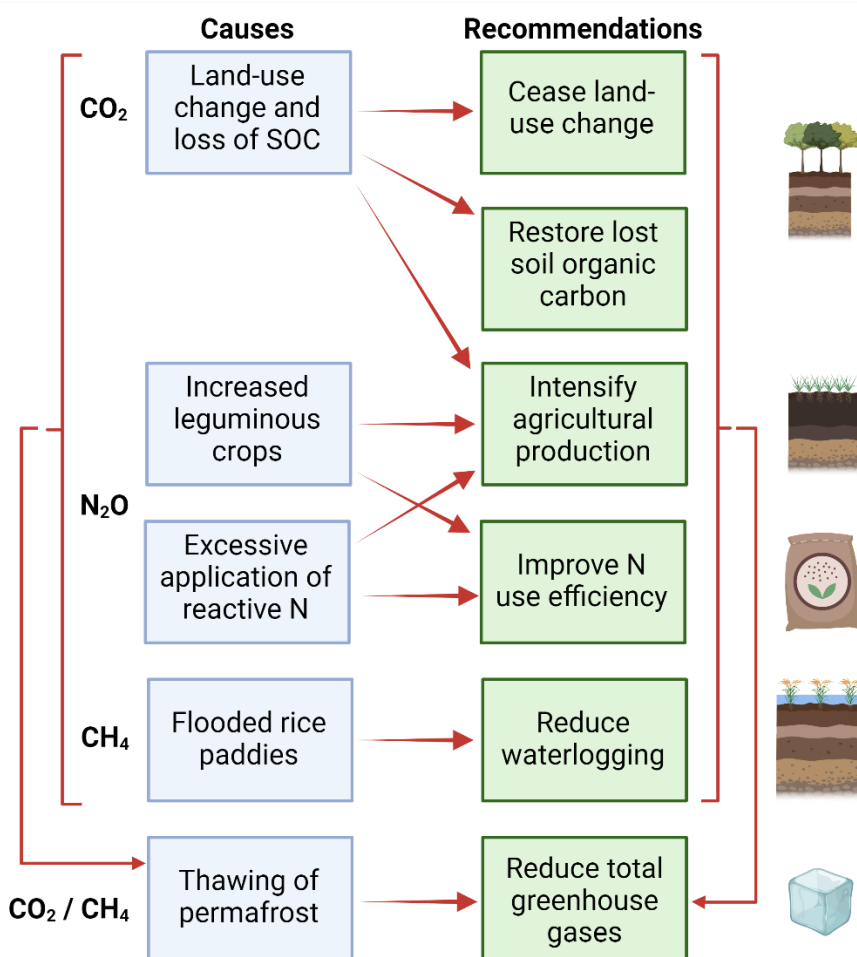 Causes
Recommendations
CO₂
Land-use
change and
loss of SOC
Cease land-
use change
Restore lost
soil organic
carbon
Increased
leguminous
crops
Intensify
agricultural
production
N₂O
Excessive
application of
reactive N
Improve N
use efficiency
CH₄
Flooded rice
paddies
Reduce
waterlogging
CO₂ / CH₄
Thawing of
permafrost
Reduce total
greenhouse
gases